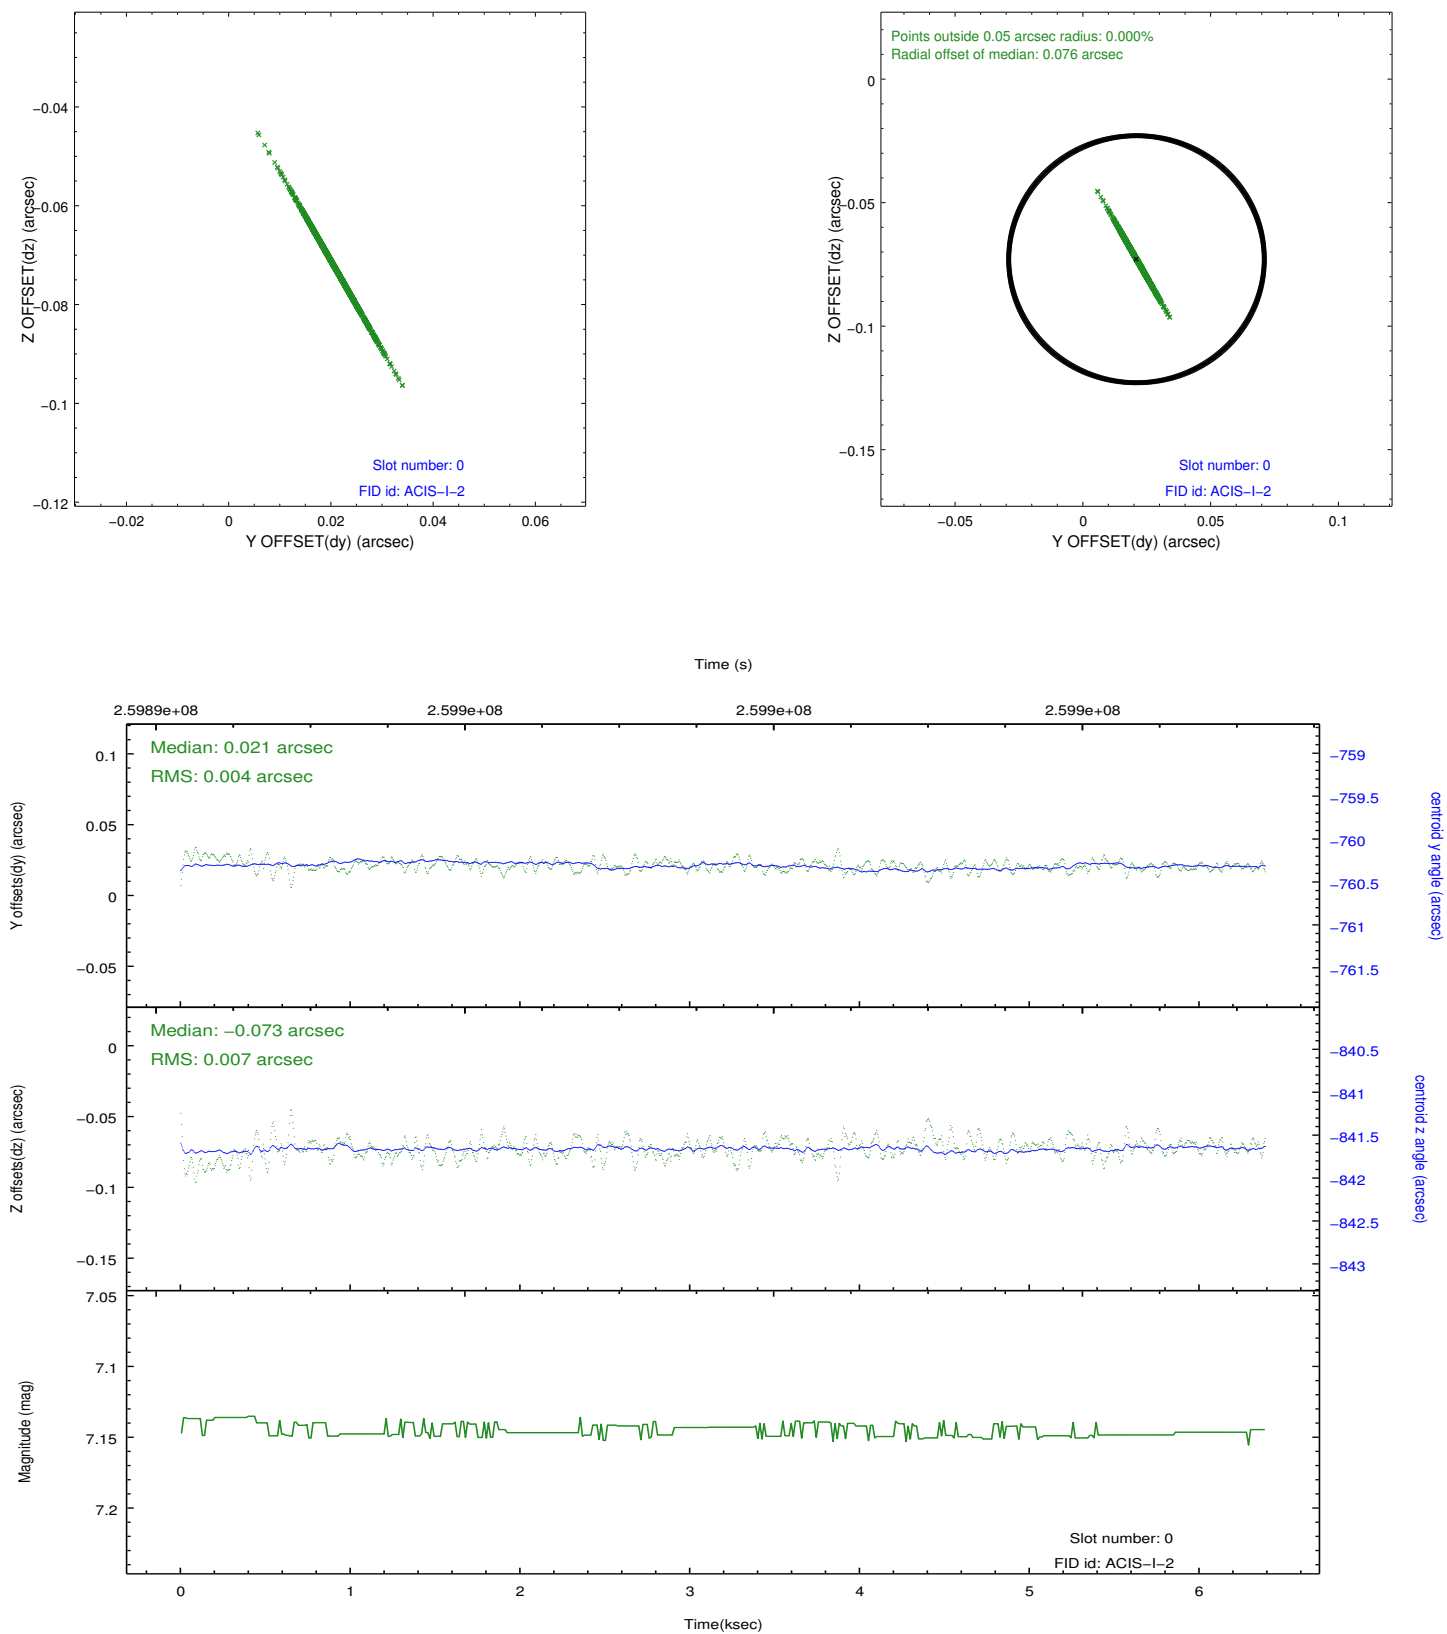 −0.04
−0.06
−0.08
−0.1
−0.12
Z OFFSET(dz) (arcsec)
Slot number: 0
FID id: ACIS−I−2
−0.02 0 0.02 0.04 0.06
Y OFFSET(dy) (arcsec)
Points outside 0.05 arcsec radius: 0.000%
Radial offset of median: 0.076 arcsec
0
−0.05
−0.1
−0.15
Z OFFSET(dz) (arcsec)
Slot number: 0
FID id: ACIS−I−2
−0.05 0 0.05 0.1
Y OFFSET(dy) (arcsec)
Time (s)
2.5989e+08 2.599e+08 2.599e+08 2.599e+08
Median: 0.021 arcsec
RMS: 0.004 arcsec
0.1
0.05
0
−0.05
Y offsets(dy) (arcsec)
−759
−759.5
−760
−760.5
−761
−761.5
centroid y angle (arcsec)
Median: −0.073 arcsec
RMS: 0.007 arcsec
0
−0.05
−0.1
−0.15
Z offsets(dz) (arcsec)
−840.5
−841
−841.5
−842
−842.5
−843
centroid z angle (arcsec)
7.05
7.1
7.15
7.2
Magnitude (mag)
Slot number: 0
FID id: ACIS−I−2
0 1 2 3 4 5 6
Time(ksec)